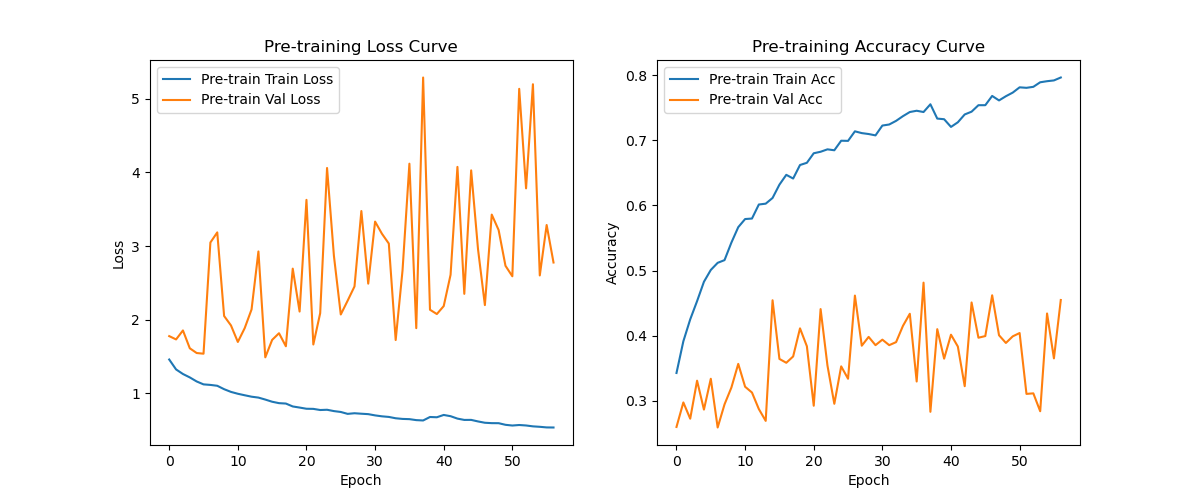 Pre-training Loss Curve
Pre-train Train Loss
Pre-train Val Loss
Loss
5
4
3
2
1
0
10
20
30
40
50
Epoch
Pre-training Accuracy Curve
Pre-train Train Acc
Pre-train Val Acc
Accuracy
0.8
0.7
0.6
0.5
0.4
0.3
0
10
20
30
40
50
Epoch